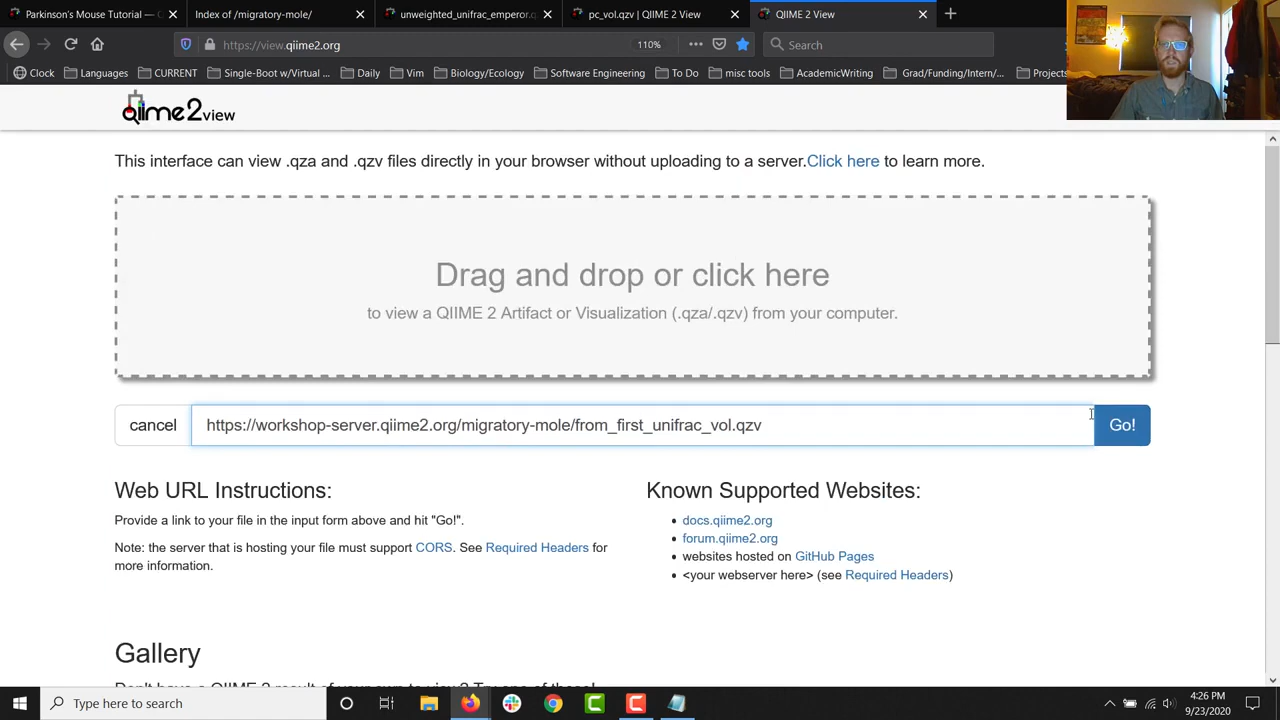 Parkinson's Mouse Tutorial —
Index of /migratory-mole/
unweighted_unifrac_emperor.q
pc_vol.qzv | QIIME 2 View
QIIME 2 View
https://view.qiime2.org
110%
Search
Clock
Languages
CURRENT
Single-Boot w/Virtual ...
Daily
Vim
Biology/Ecology
Software Engineering
To Do
misc tools
AcademicWriting
Grad/Funding/Intern/...
Projects
qiime2view
This interface can view .qza and .qzv files directly in your browser without uploading to a server.Click here to learn more.
Drag and drop or click here
to view a QIIME 2 Artifact or Visualization (.qza/.qzv) from your computer.
cancel
https://workshop-server.qiime2.org/migratory-mole/from_first_unifrac_vol.qzv
Go!
Web URL Instructions:
Provide a link to your file in the input form above and hit "Go!".
Note: the server that is hosting your file must support CORS. See Required Headers for
more information.
Known Supported Websites:
docs.qiime2.org
forum.qiime2.org
websites hosted on GitHub Pages
<your webserver here> (see Required Headers)
Gallery
Don't have a QIIME 2 result of your own to view? Try one of these!
Type here to search
4:26 PM
9/23/2020